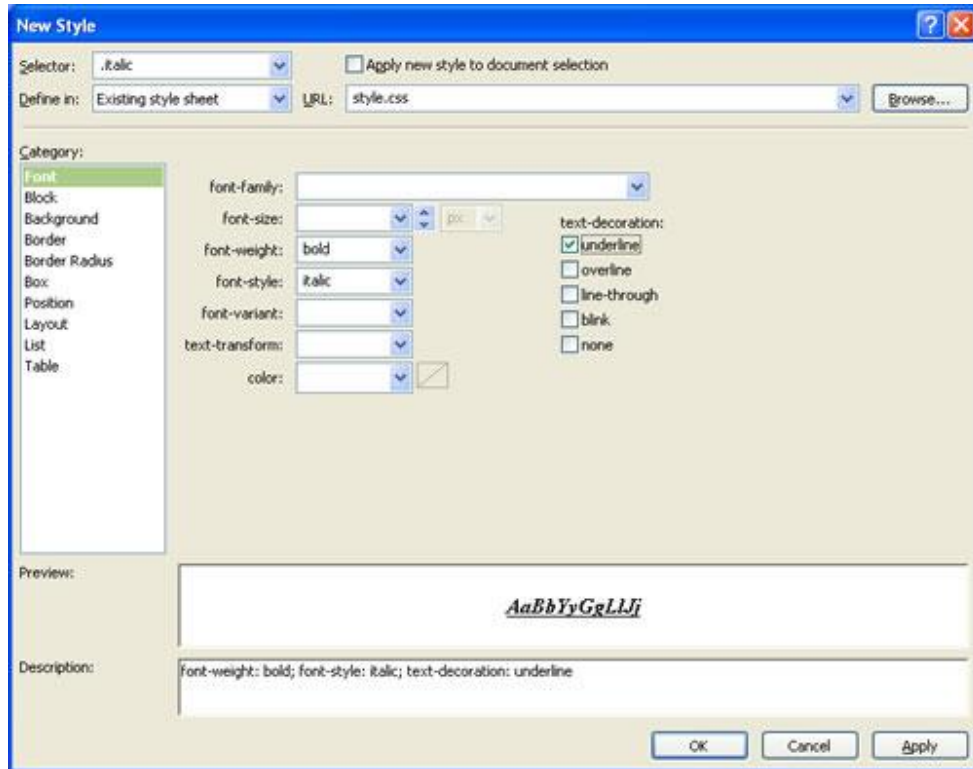 New Style
Selector: .italic Apply new style to document selection
Define in: Existing style sheet URL: style.css Browse...
Category:
Font
Block
Background
Border
Border Radius
Box
Position
Layout
List
Table
font-family:
font-size: px
font-weight: bold
font-style: italic
font-variant:
text-transform:
color:
text-decoration:
underline
overline
line-through
blink
none
Preview:
AaBbYyGgLlJj
Description:
font-weight: bold; font-style: italic; text-decoration: underline
OK Cancel Apply